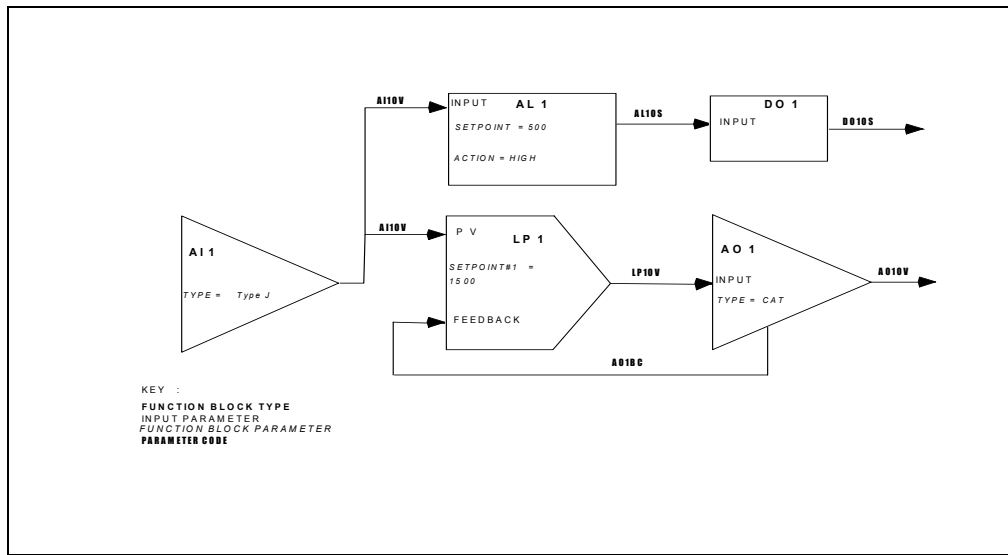 AI1OV
INPUT
AL 1
SETPOINT = 500
ACTION = HIGH
AL1OS
DO 1
INPUT
DO1OS
AI 1
TYPE = Type J
AI1OV
P V
LP 1
SETPOINT#1 =
1500
FEEDBACK
LP1OV
AO 1
INPUT
TYPE = CAT
AO1OV
AO1BC
KEY :
FUNCTION BLOCK TYPE
INPUT PARAMETER
FUNCTION BLOCK PARAMETER
PARAMETER CODE